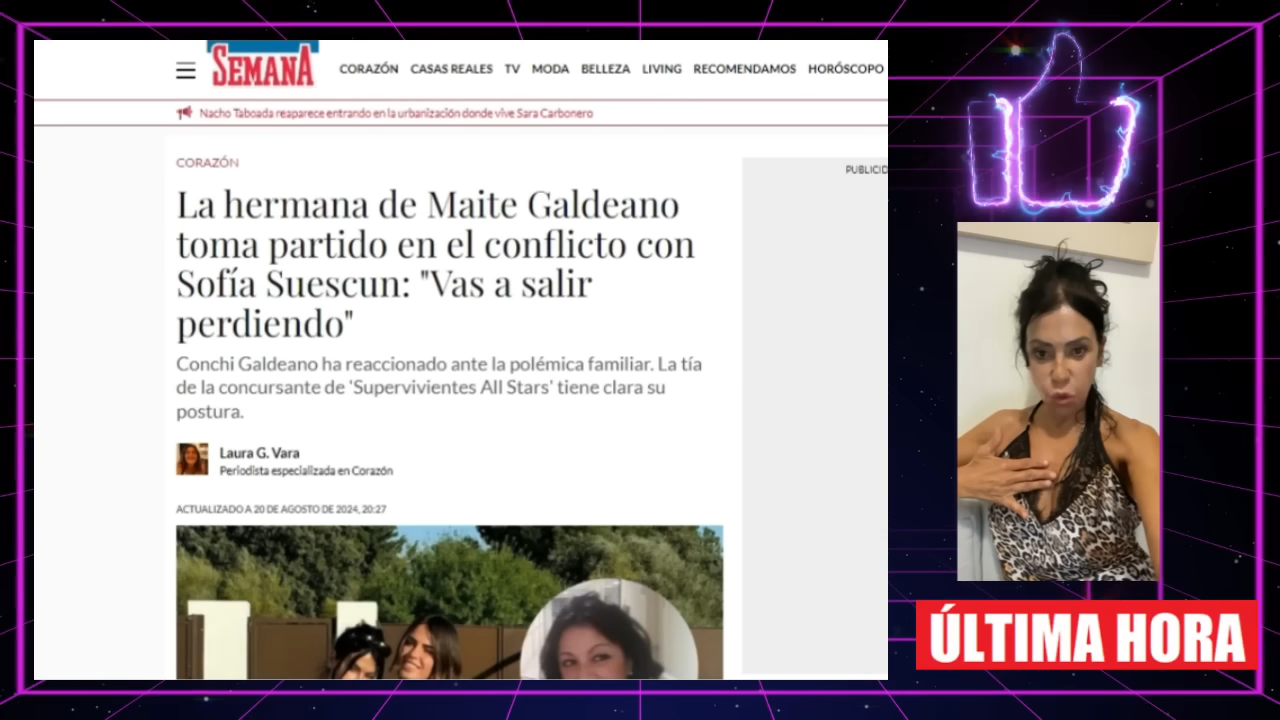 SEMANA
CORAZÓN CASAS REALES TV MODA BELLEZA LIVING RECOMENDAMOS HORÓSCOPO
Nacho Taboada reaparece entrando en la urbanización donde vive Sara Carbonero
CORAZÓN
PUBLICID
La hermana de Maite Galdeano
toma partido en el conflicto con
Sofía Suescun: "Vas a salir
perdiendo"
Conchi Galdeano ha reaccionado ante la polémica familiar. La tía
de la concursante de 'Supervivientes All Stars' tiene clara su
postura.
Laura G. Vara
Periodista especializada en Corazón
ACTUALIZADO A 20 DE AGOSTO DE 2024, 20:27
ÚLTIMA HORA